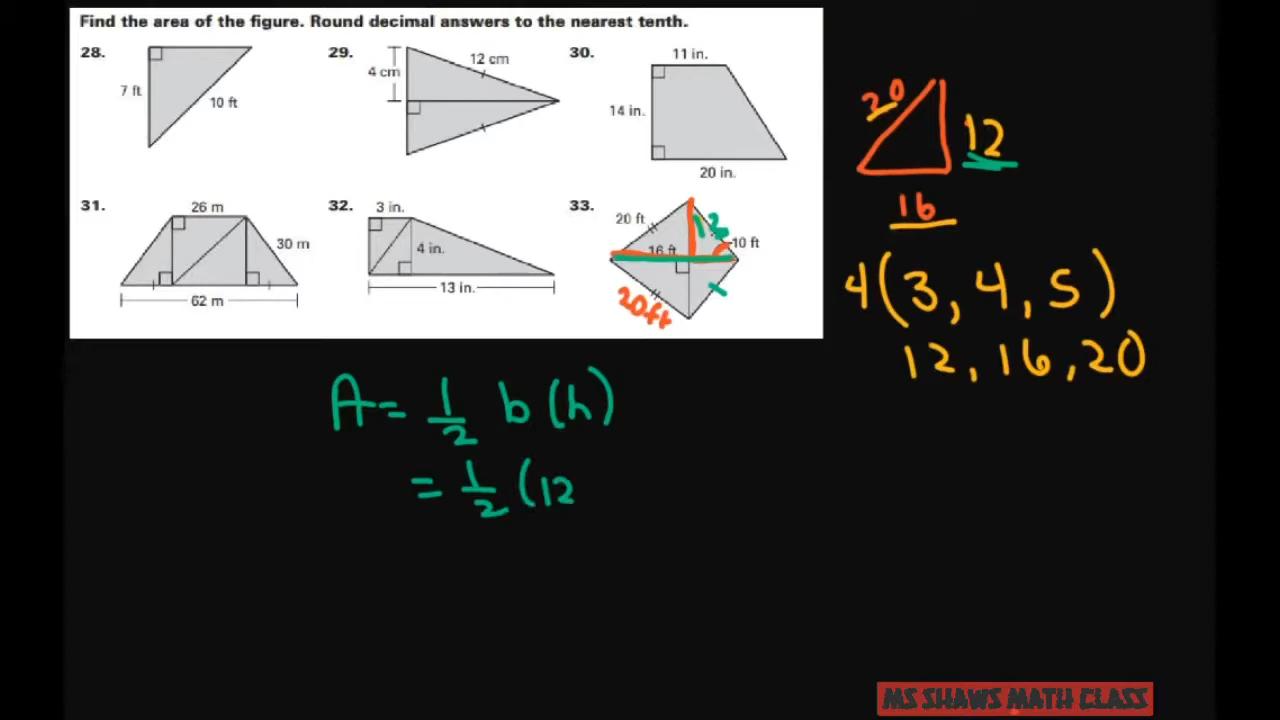 Find the area of the figure. Round decimal answers to the nearest tenth.
28.
7 ft
10 ft
29.
4 cm
12 cm
30.
11 in.
14 in.
20 in.
31.
26 m
30 m
62 m
32.
3 in.
4 in.
13 in.
33.
20 ft
12
16 ft
10 ft
20ft
20
12
16
4(3, 4, 5)
12, 16, 20
A = 1/2 b(h)
= 1/2 (12
MS SHAWS MATH CLASS